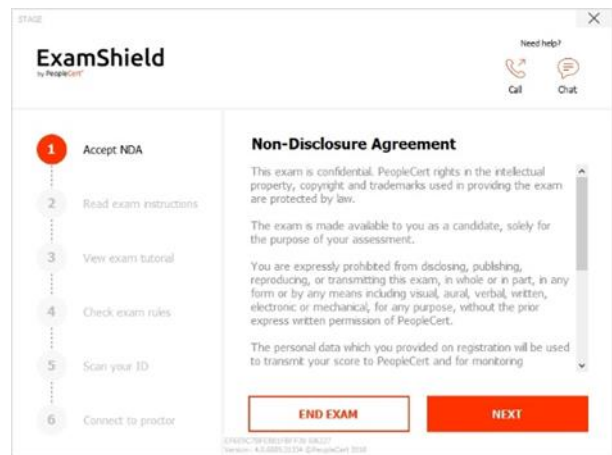 STAGE
Need help?
ExamShield
by PeopleCert
Call
Chat
1 Accept NDA
2 Read exam instructions
3 View exam tutorial
4 Check exam rules
5 Scan your ID
6 Connect to proctor
Non-Disclosure Agreement
This exam is confidential. PeopleCert rights in the intellectual
property, copyright and trademarks used in providing the exam
are protected by law.
The exam is made available to you as a candidate, solely for
the purpose of your assessment.
You are expressly prohibited from disclosing, publishing,
reproducing, or transmitting this exam, in whole or in part, in any
form or by any means including visual, aural, verbal, written,
electronic or mechanical, for any purpose, without the prior
express written permission of PeopleCert.
The personal data which you provided on registration will be used
to transmit your score to PeopleCert and for monitoring
END EXAM
NEXT
Version: @PeopleCert